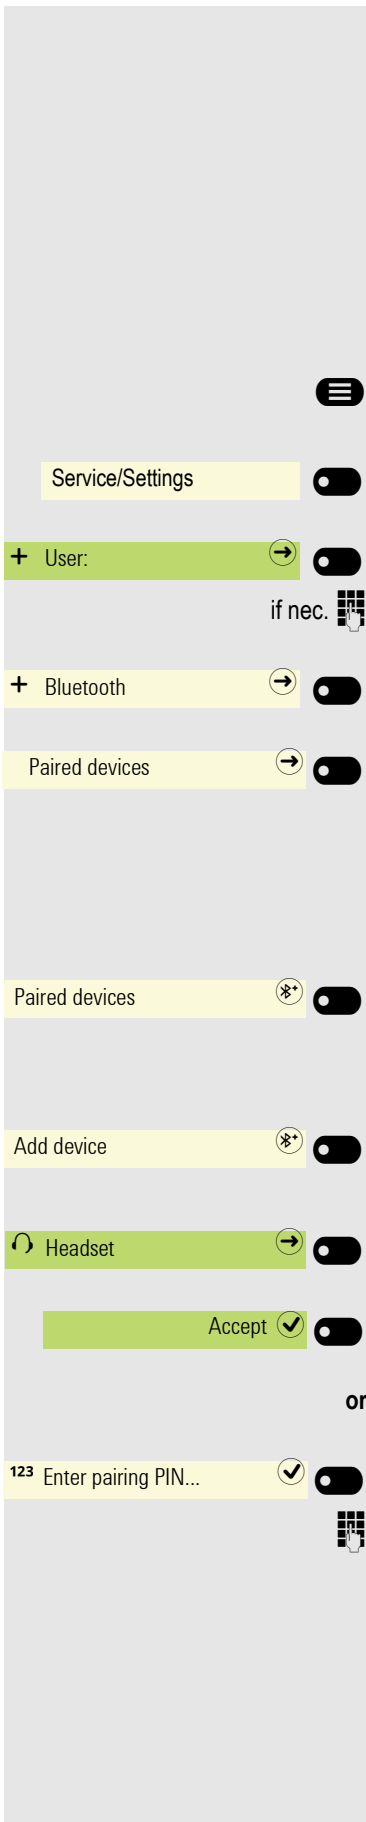 Service/Settings
+ User:
if nec.
+ Bluetooth
Paired devices
Paired devices
Add device
Headset
Accept
or
123 Enter pairing PIN...